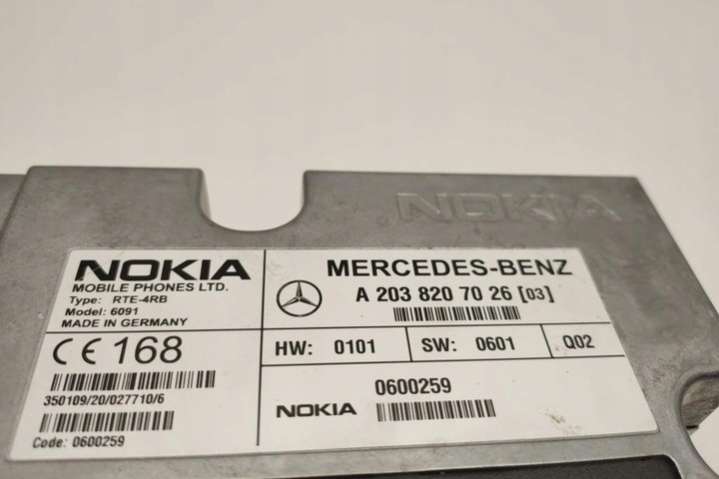 NOKIA
NOKIA
MOBILE PHONES LTD.
Type: RTE-4RB
Model: 6091
MADE IN GERMANY
CE 168
350109/20/027710/6
Code: 0600259
MERCEDES-BENZ
A 203 820 70 26 [03]
HW: 0101 SW: 0601 Q02
0600259
NOKIA